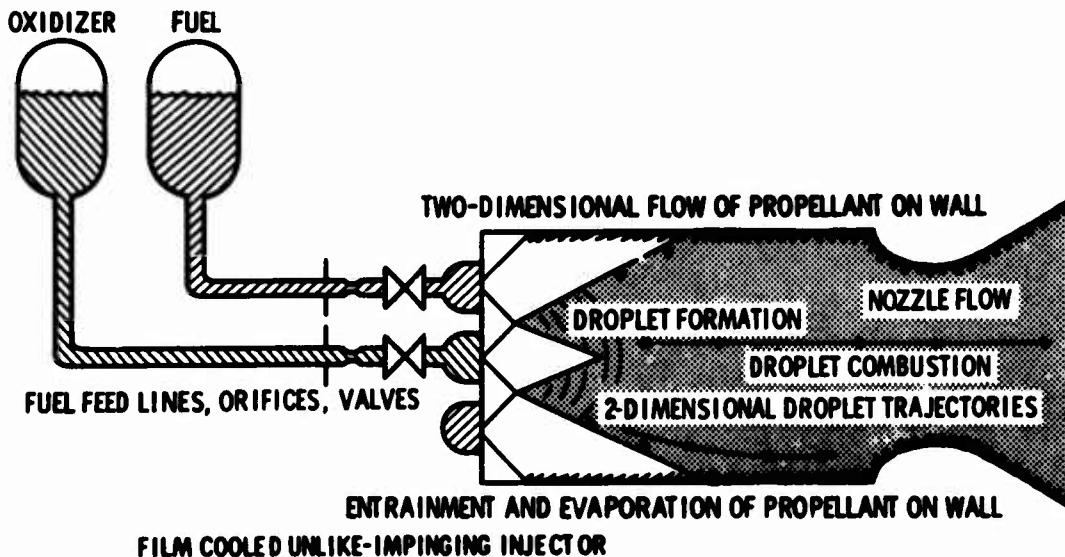 OXIDIZER
FUEL
TWO-DIMENSIONAL FLOW OF PROPELLANT ON WALL
NOZZLE FLOW
DROPLET FORMATION
DROPLET COMBUSTION
FUEL FEED LINES, ORIFICES, VALVES
2-DIMENSIONAL DROPLET TRAJECTORIES
ENTRAINMENT AND EVAPORATION OF PROPELLANT ON WALL
FILM COOLED UNLIKE-IMPINGING INJECTOR